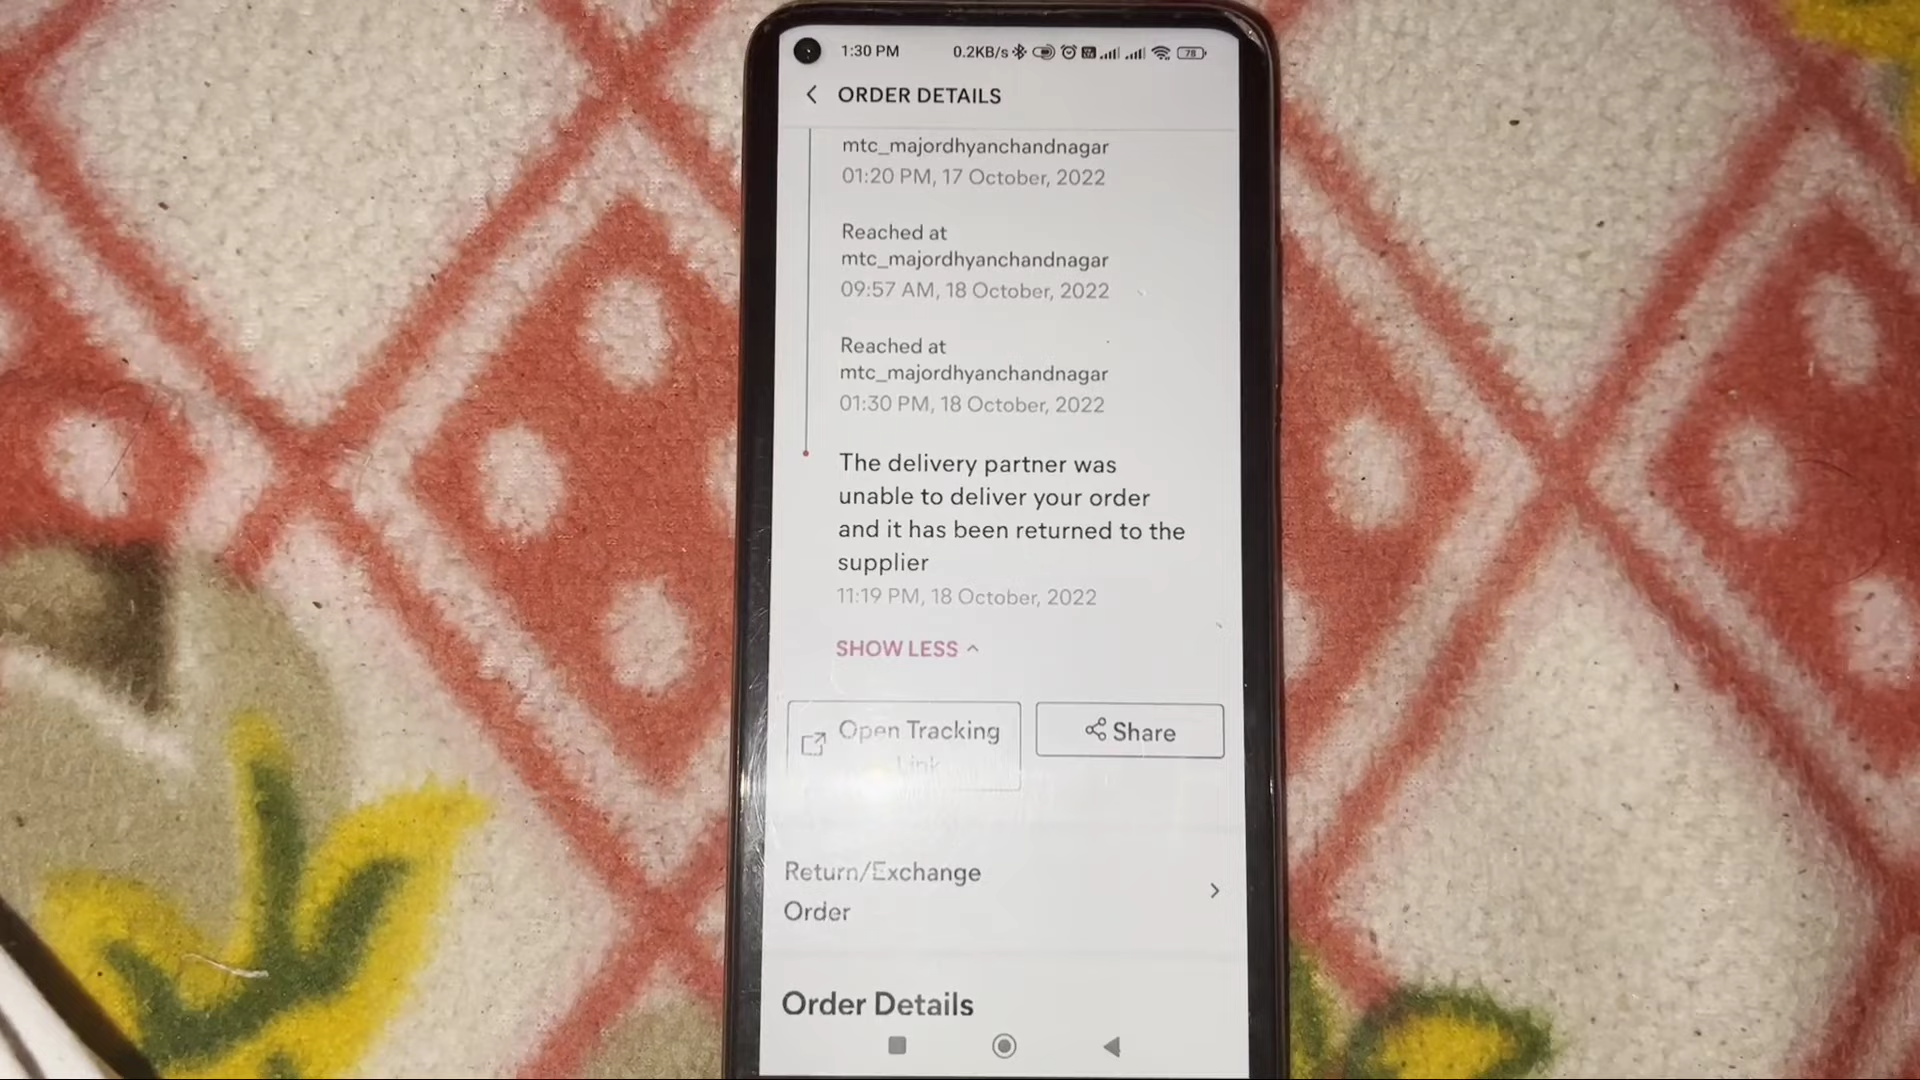 1:30 PM 0.2KB/s 78
ORDER DETAILS
mtc_majordhyanchandnagar
01:20 PM, 17 October, 2022
Reached at
mtc_majordhyanchandnagar
09:57 AM, 18 October, 2022
Reached at
mtc_majordhyanchandnagar
01:30 PM, 18 October, 2022
The delivery partner was
unable to deliver your order
and it has been returned to the
supplier
11:19 PM, 18 October, 2022
SHOW LESS
Open Tracking
Link
Share
Return/Exchange
Order
Order Details